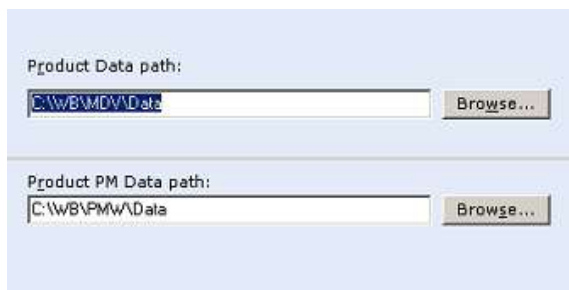 Product Data path:
C:\WB\MDV\Data Browse...
Product PM Data path:
C:\WB\PMW\Data Browse...